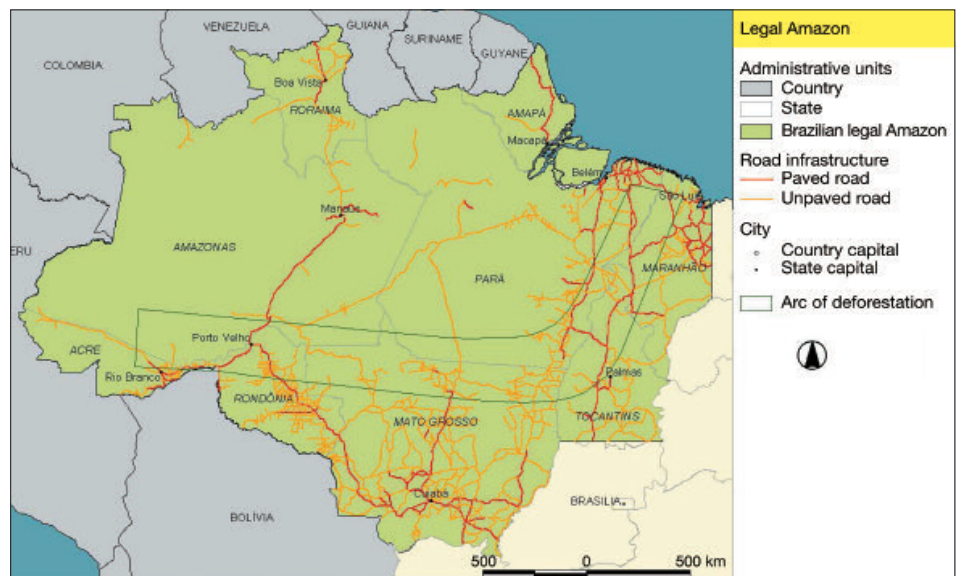 VENEZUELA
GUIANA
SURINAME
GUYANE
COLOMBIA
Boa Vista
RORAIMA
AMAPÁ
Macapá
Belém
São Luís
Manaus
AMAZONAS
PARÁ
MARANHÃO
ERU
ACRE
Porto Velho
Rio Branco
RONDÔNIA
MATO GROSSO
Palmas
TOCANTINS
Cuiabá
BRASILIA
BOLÍVIA
500 0 500 km
Legal Amazon
Administrative units
Country
State
Brazilian legal Amazon
Road infrastructure
Paved road
Unpaved road
City
Country capital
State capital
Arc of deforestation